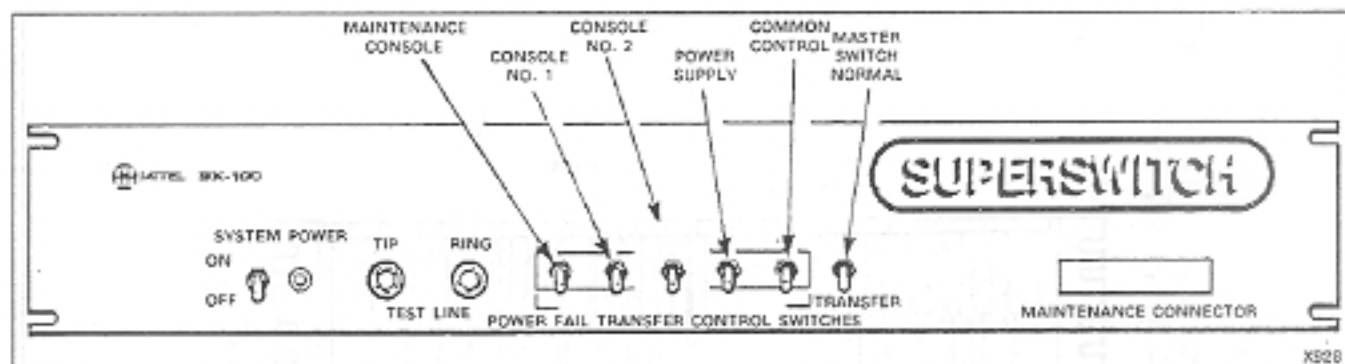 MAINTENANCE
CONSOLE
CONSOLE
NO. 1
CONSOLE
NO. 2
POWER
SUPPLY
COMMON
CONTROL
MASTER
SWITCH
NORMAL
MITEL SX-100
SUPERSWITCH
SYSTEM POWER
ON
OFF
TIP
RING
TEST LINE
POWER FAIL TRANSFER CONTROL SWITCHES
TRANSFER
MAINTENANCE CONNECTOR
X928